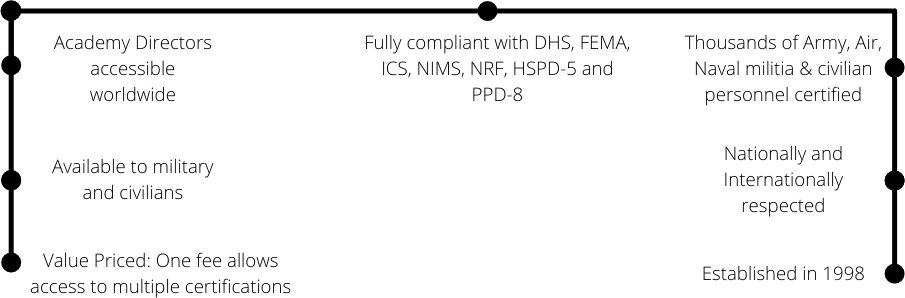 Academy Directors
accessible
worldwide
Available to military
and civilians
Value Priced: One fee allows
access to multiple certifications
Fully compliant with DHS, FEMA,
ICS, NIMS, NRF, HSPD-5 and
PPD-8
Thousands of Army, Air,
Naval militia & civilian
personnel certified
Nationally and
Internationally
respected
Established in 1998